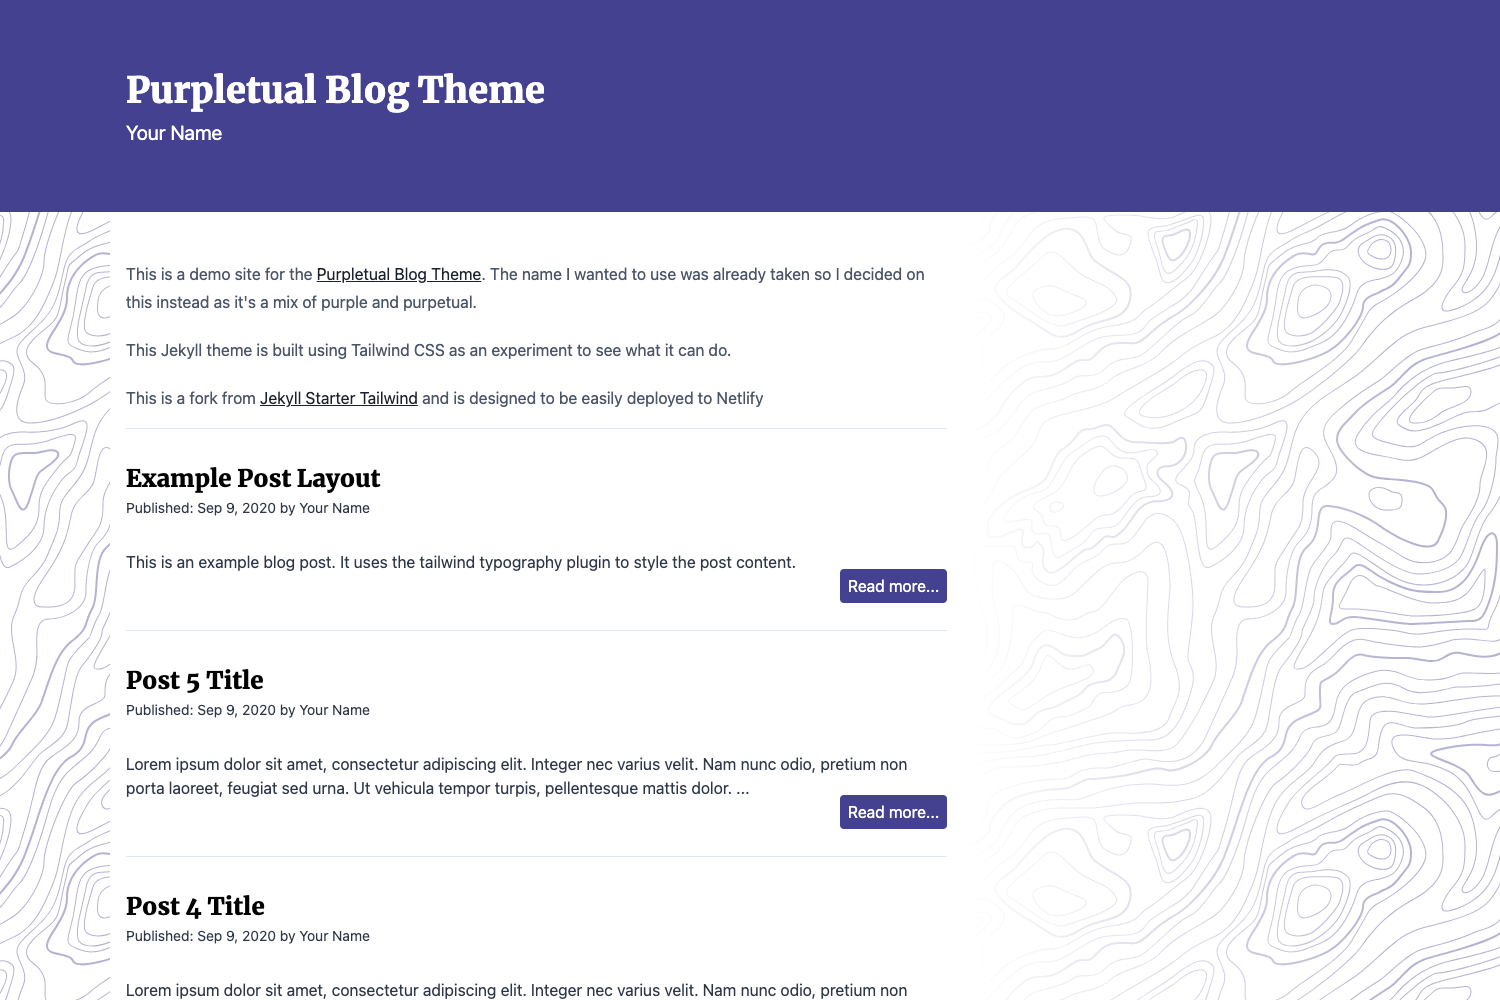 Purpletual Blog Theme
Your Name
This is a demo site for the Purpletual Blog Theme. The name I wanted to use was already taken so I decided on
this instead as it's a mix of purple and purpetual.
This Jekyll theme is built using Tailwind CSS as an experiment to see what it can do.
This is a fork from Jekyll Starter Tailwind and is designed to be easily deployed to Netlify
Example Post Layout
Published: Sep 9, 2020 by Your Name
This is an example blog post. It uses the tailwind typography plugin to style the post content.
Read more...
Post 5 Title
Published: Sep 9, 2020 by Your Name
Lorem ipsum dolor sit amet, consectetur adipiscing elit. Integer nec varius velit. Nam nunc odio, pretium non
porta laoreet, feugiat sed urna. Ut vehicula tempor turpis, pellentesque mattis dolor. ...
Read more...
Post 4 Title
Published: Sep 9, 2020 by Your Name
Lorem ipsum dolor sit amet, consectetur adipiscing elit. Integer nec varius velit. Nam nunc odio, pretium non